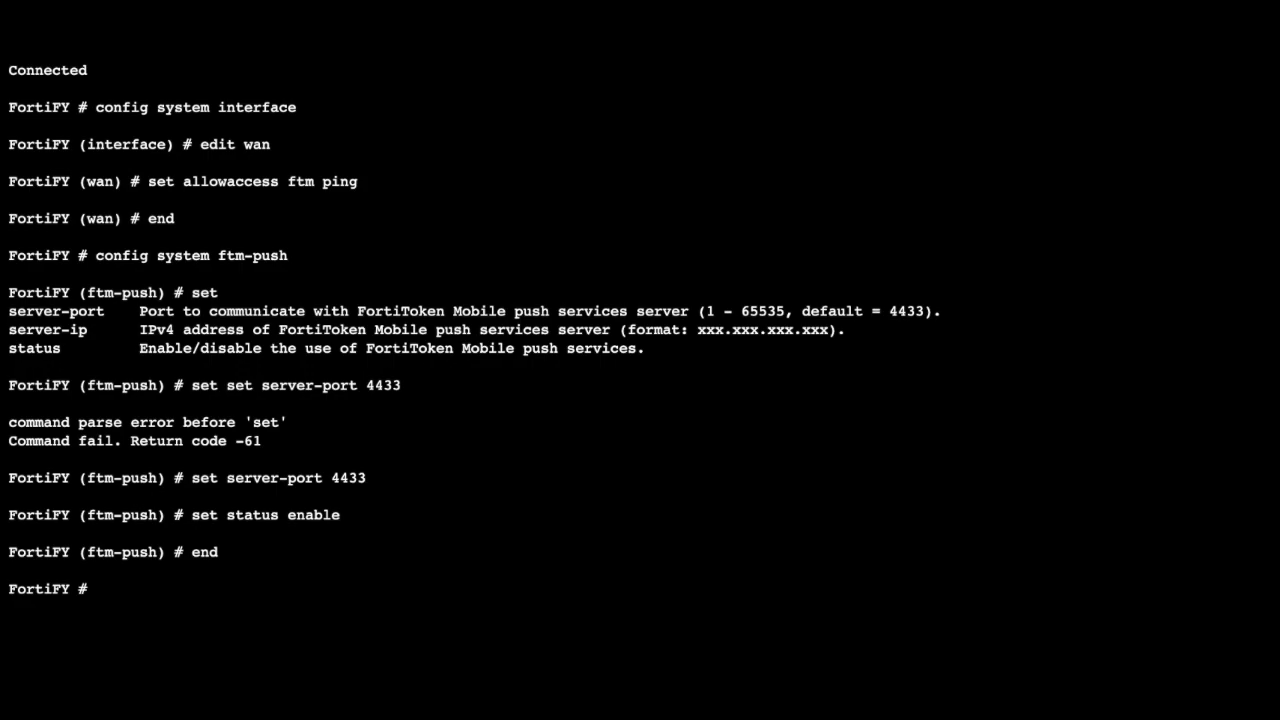 Connected
FortiFY # config system interface
FortiFY (interface) # edit wan
FortiFY (wan) # set allowaccess ftm ping
FortiFY (wan) # end
FortiFY # config system ftm-push
FortiFY (ftm-push) # set
server-port    Port to communicate with FortiToken Mobile push services server (1 - 65535, default = 4433).
server-ip      IPv4 address of FortiToken Mobile push services server (format: xxx.xxx.xxx.xxx).
status         Enable/disable the use of FortiToken Mobile push services.
FortiFY (ftm-push) # set set server-port 4433
command parse error before 'set'
Command fail. Return code -61
FortiFY (ftm-push) # set server-port 4433
FortiFY (ftm-push) # set status enable
FortiFY (ftm-push) # end
FortiFY #